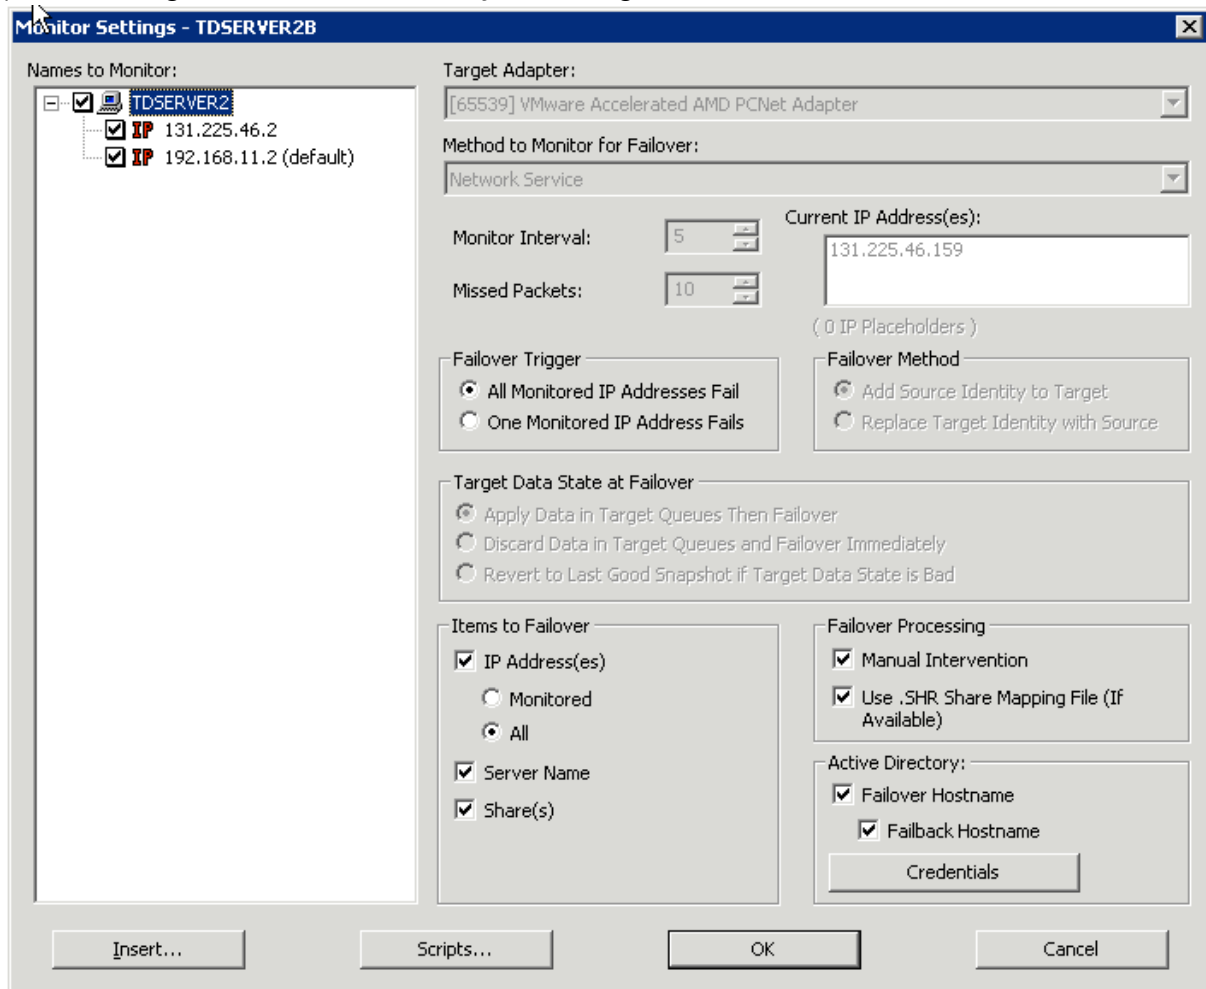 Monitor Settings - TDSERVER2B
Names to Monitor:
TDSERVER2
IP 131.225.46.2
IP 192.168.11.2 (default)
Target Adapter:
[65539] VMware Accelerated AMD PCNet Adapter
Method to Monitor for Failover:
Network Service
Monitor Interval: 5
Missed Packets: 10
Current IP Address(es):
131.225.46.159
( 0 IP Placeholders )
Failover Trigger
All Monitored IP Addresses Fail
One Monitored IP Address Fails
Failover Method
Add Source Identity to Target
Replace Target Identity with Source
Target Data State at Failover
Apply Data in Target Queues Then Failover
Discard Data in Target Queues and Failover Immediately
Revert to Last Good Snapshot if Target Data State is Bad
Items to Failover
IP Address(es)
Monitored
All
Server Name
Share(s)
Failover Processing
Manual Intervention
Use .SHR Share Mapping File (If
Available)
Active Directory:
Failover Hostname
Failback Hostname
Credentials
Insert...
Scripts...
OK
Cancel